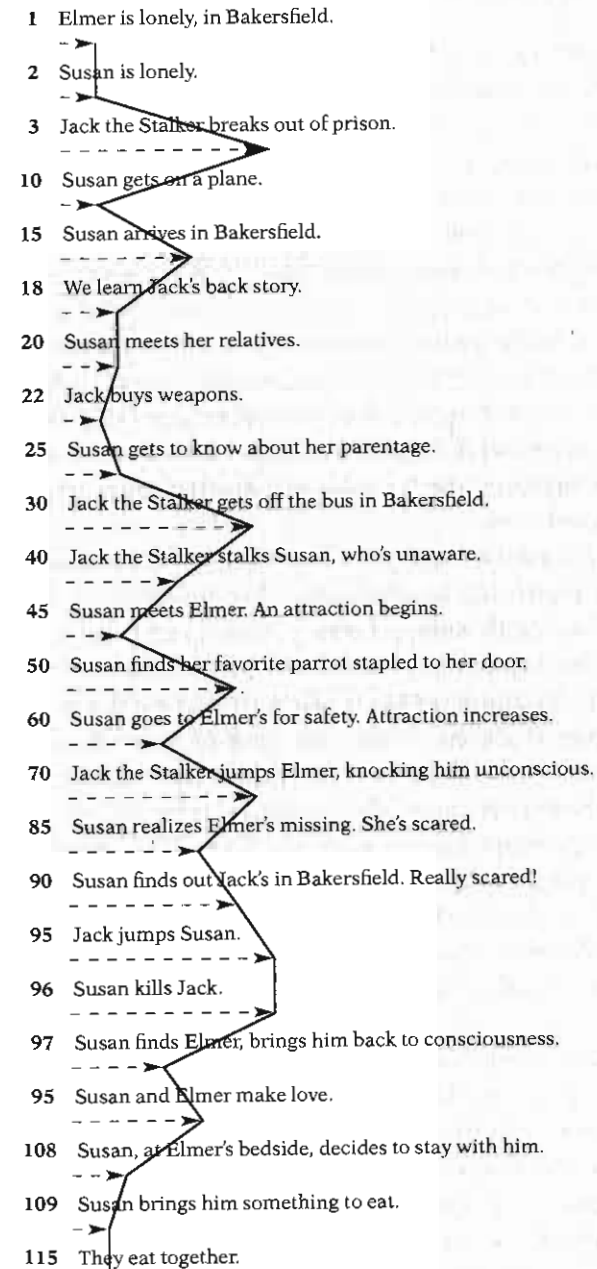 1 Elmer is lonely, in Bakersfield.
2 Susan is lonely.
3 Jack the Stalker breaks out of prison.
10 Susan gets on a plane.
15 Susan arrives in Bakersfield.
18 We learn Jack's back story.
20 Susan meets her relatives.
22 Jack buys weapons.
25 Susan gets to know about her parentage.
30 Jack the Stalker gets off the bus in Bakersfield.
40 Jack the Stalker stalks Susan, who's unaware.
45 Susan meets Elmer. An attraction begins.
50 Susan finds her favorite parrot stapled to her door.
60 Susan goes to Elmer's for safety. Attraction increases.
70 Jack the Stalker jumps Elmer, knocking him unconscious.
85 Susan realizes Elmer's missing. She's scared.
90 Susan finds out Jack's in Bakersfield. Really scared!
95 Jack jumps Susan.
96 Susan kills Jack.
97 Susan finds Elmer, brings him back to consciousness.
95 Susan and Elmer make love.
108 Susan, at Elmer's bedside, decides to stay with him.
109 Susan brings him something to eat.
115 They eat together.